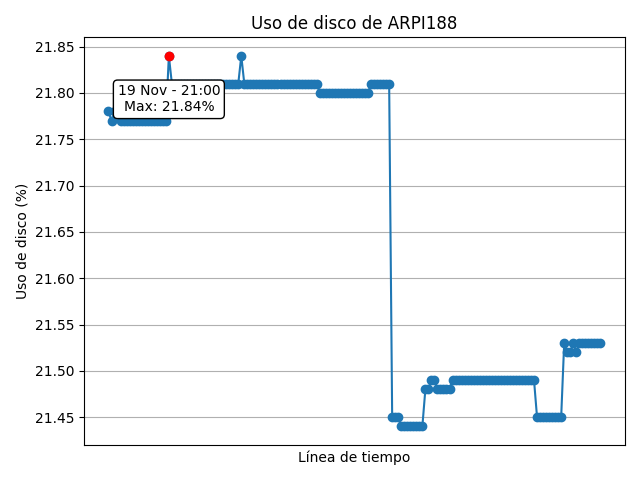 Uso de disco de ARPI188
21.85
21.80
21.75
21.70
21.65
21.60
21.55
21.50
21.45
Uso de disco (%)
19 Nov - 21:00
Max: 21.84%
Línea de tiempo